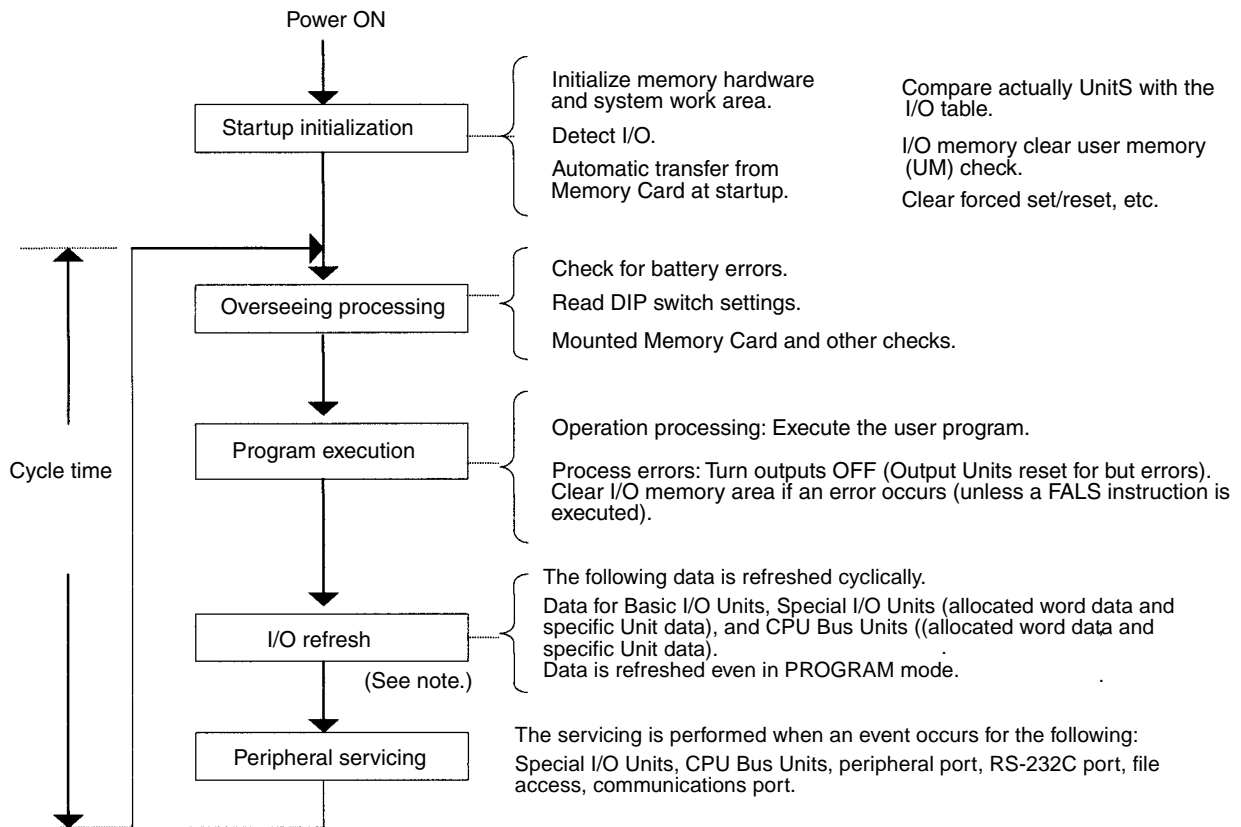 Power ON
Startup initialization
Initialize memory hardware
and system work area.
Detect I/O.
Automatic transfer from
Memory Card at startup.
Compare actually UnitS with the
I/O table.
I/O memory clear user memory
(UM) check.
Clear forced set/reset, etc.
Overseeing processing
Check for battery errors.
Read DIP switch settings.
Mounted Memory Card and other checks.
Cycle time
Program execution
Operation processing: Execute the user program.
Process errors: Turn outputs OFF (Output Units reset for but errors).
Clear I/O memory area if an error occurs (unless a FALS instruction is
executed).
I/O refresh
(See note.)
The following data is refreshed cyclically.
Data for Basic I/O Units, Special I/O Units (allocated word data and
specific Unit data), and CPU Bus Units ((allocated word data and
specific Unit data).
Data is refreshed even in PROGRAM mode.
Peripheral servicing
The servicing is performed when an event occurs for the following:
Special I/O Units, CPU Bus Units, peripheral port, RS-232C port, file
access, communications port.